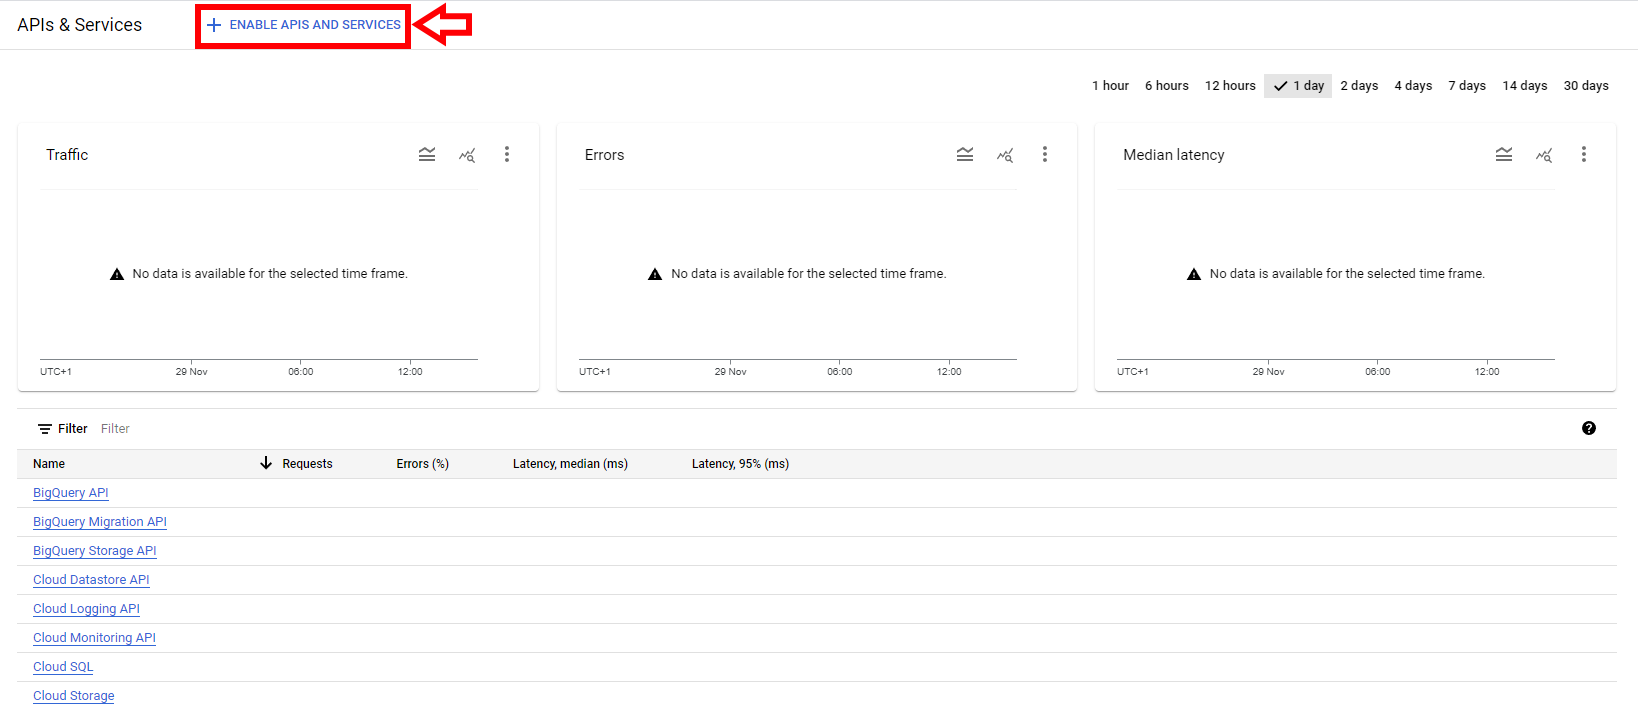 APIs & Services
ENABLE APIS AND SERVICES
1 hour 6 hours 12 hours 1 day 2 days 4 days 7 days 14 days 30 days
Traffic
No data is available for the selected time frame.
UTC+1 29 Nov 06:00 12:00
Errors
No data is available for the selected time frame.
UTC+1 29 Nov 06:00 12:00
Median latency
No data is available for the selected time frame.
UTC+1 29 Nov 06:00 12:00
Filter Filter
Name Requests Errors (%) Latency, median (ms) Latency, 95% (ms)
BigQuery API
BigQuery Migration API
BigQuery Storage API
Cloud Datastore API
Cloud Logging API
Cloud Monitoring API
Cloud SQL
Cloud Storage